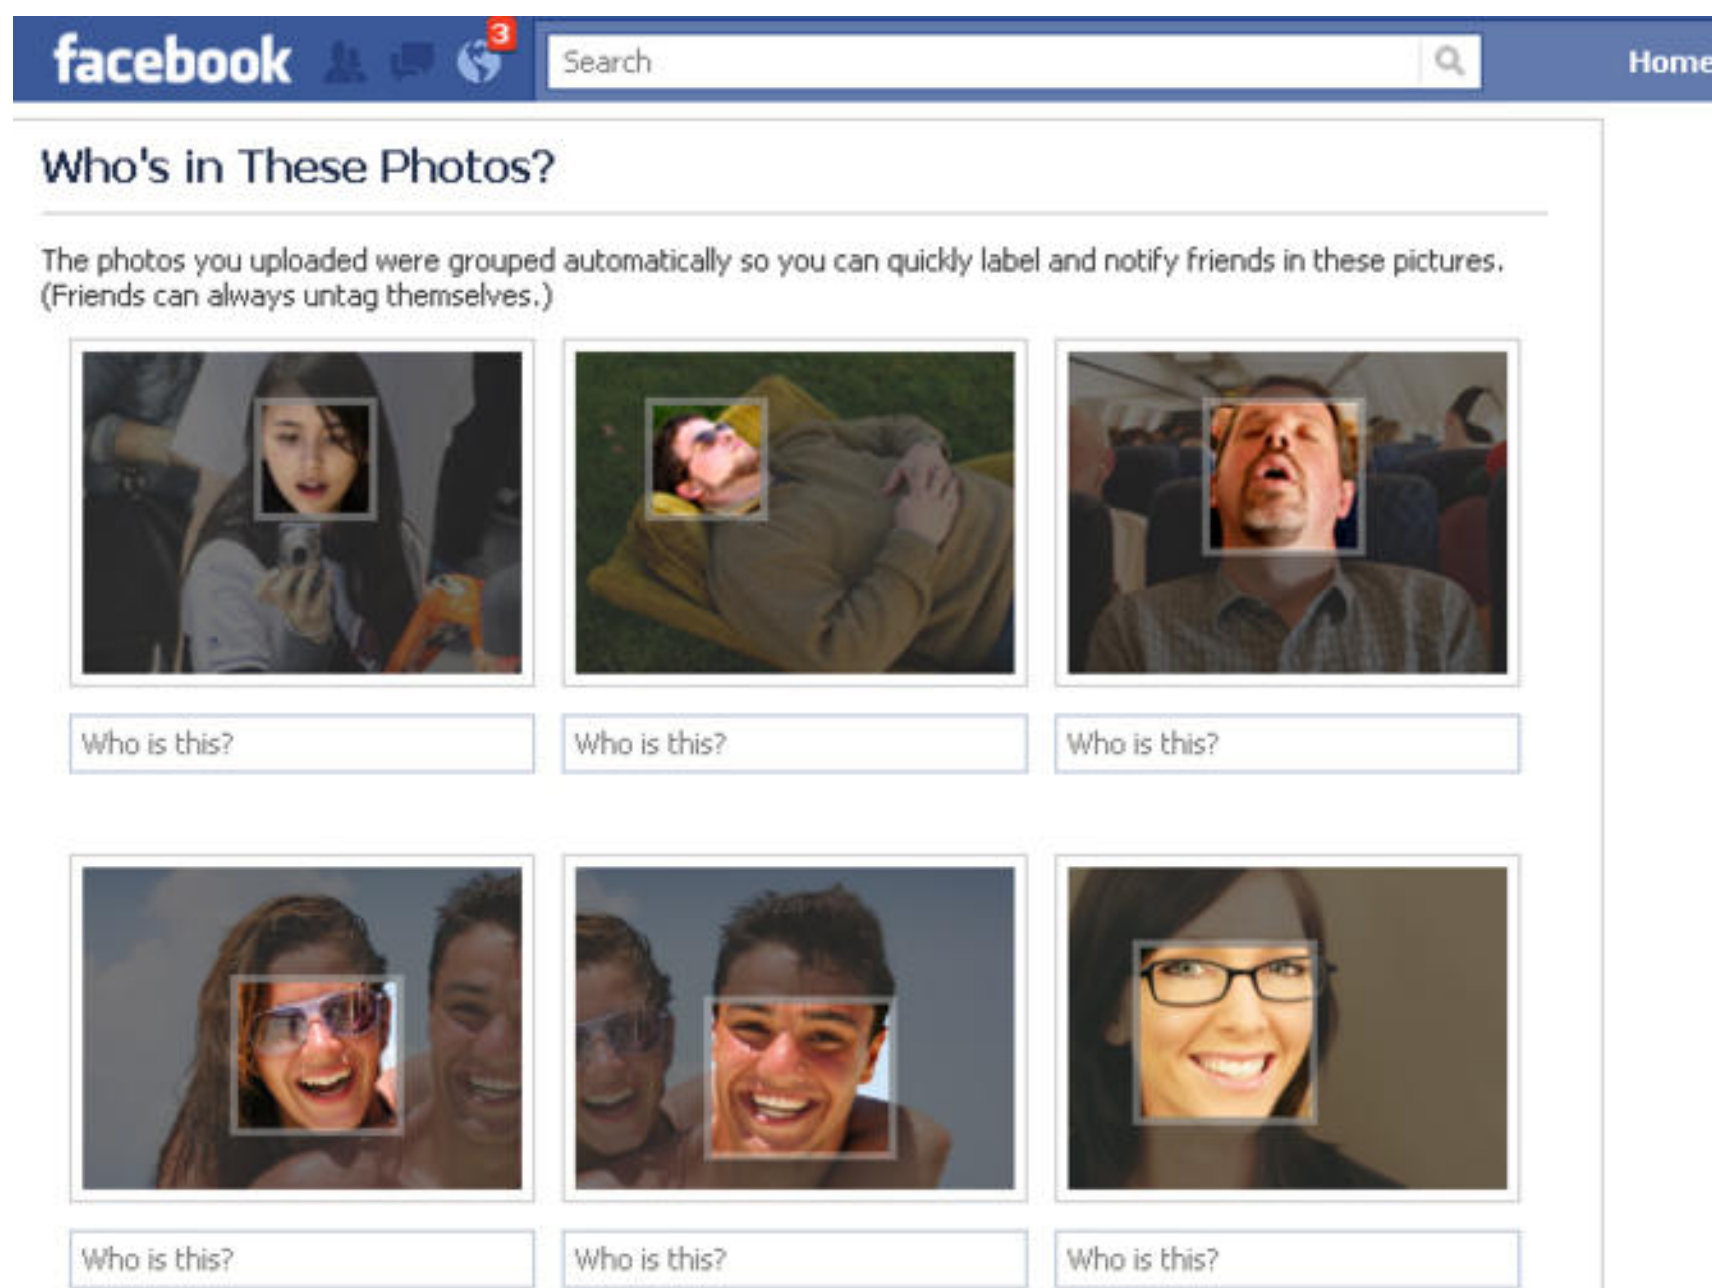 facebook 3 Search Home
Who's in These Photos?
The photos you uploaded were grouped automatically so you can quickly label and notify friends in these pictures.
(Friends can always untag themselves.)
Who is this? Who is this? Who is this?
Who is this? Who is this? Who is this?